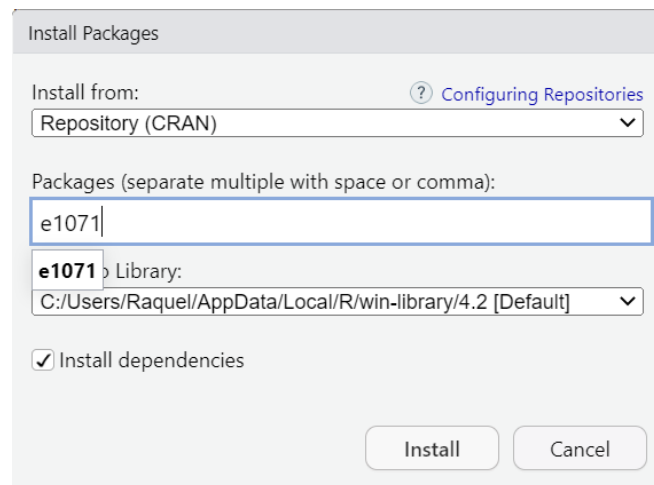 Install Packages
Install from:
? Configuring Repositories
Repository (CRAN)
Packages (separate multiple with space or comma):
e1071
e1071
Library:
C:/Users/Raquel/AppData/Local/R/win-library/4.2 [Default]
Install dependencies
Install Cancel